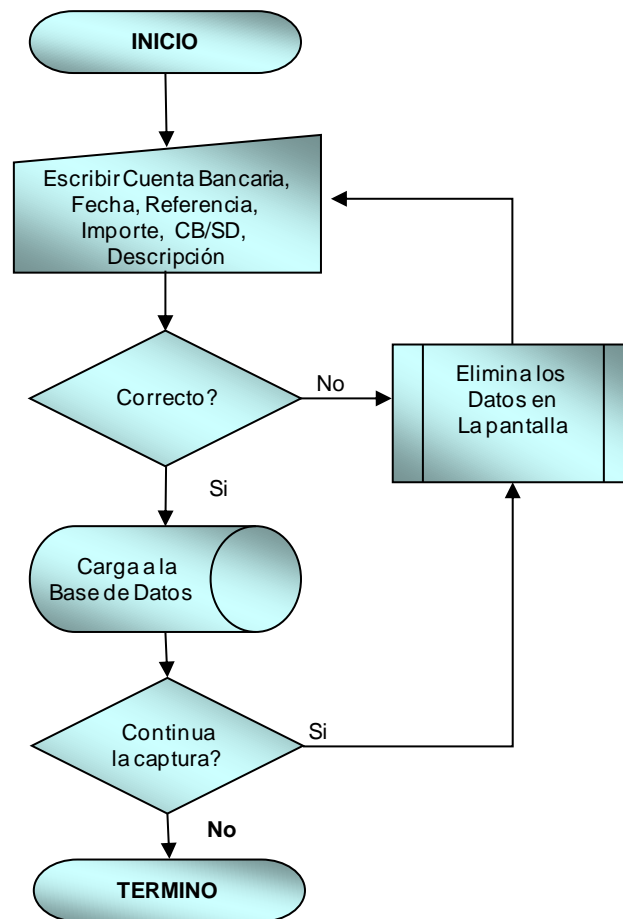 INICIO
Escribir Cuenta Bancaria,
Fecha, Referencia,
Importe, CB/SD,
Descripción
Correcto?
No
Elimina los
Datos en
La pantalla
Si
Carga a la
Base de Datos
Continua
la captura?
Si
No
TERMINO